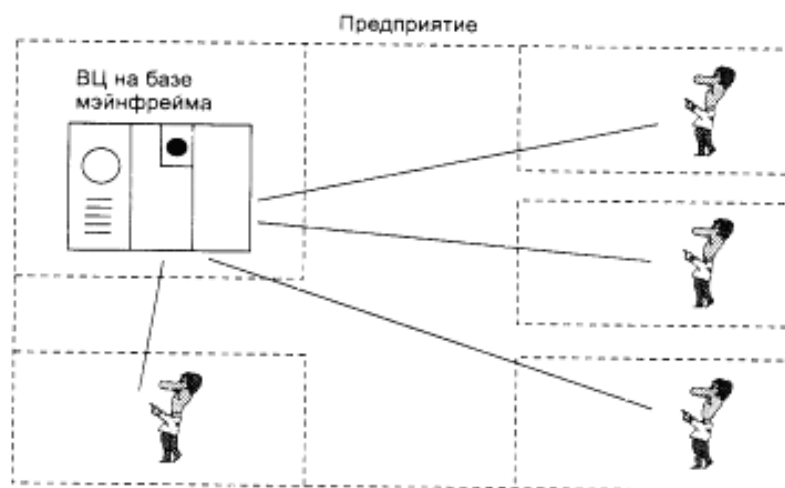 Предприятие
ВЦ на базе
мэйнфрейма